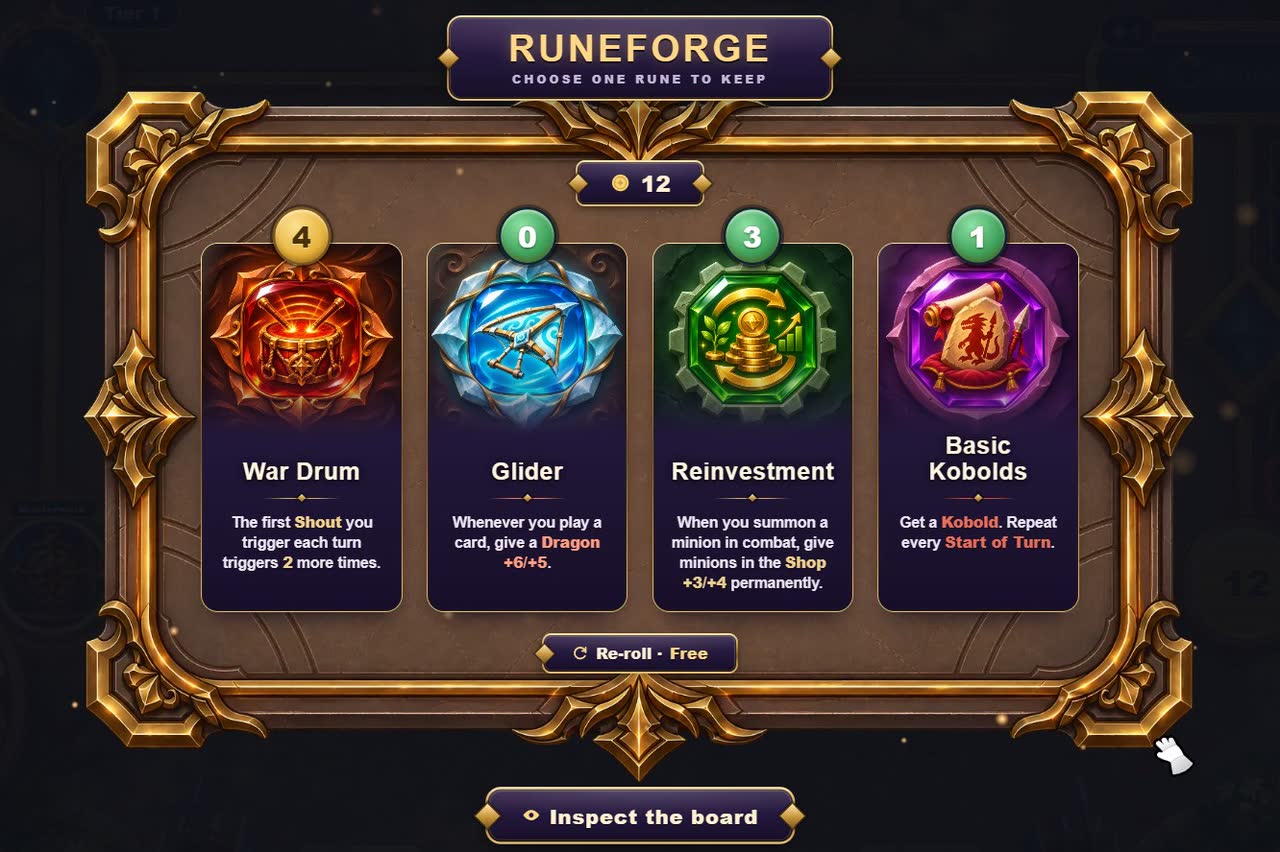 Tier 1
RUNEFORGE
CHOOSE ONE RUNE TO KEEP
12
4
0
3
1
War Drum
The first Shout you
trigger each turn
triggers 2 more times.
Glider
Whenever you play a
card, give a Dragon
+6/+5.
Reinvestment
When you summon a
minion in combat, give
minions in the Shop
+3/+4 permanently.
Basic
Kobolds
Get a Kobold. Repeat
every Start of Turn.
Re-roll · Free
Inspect the board